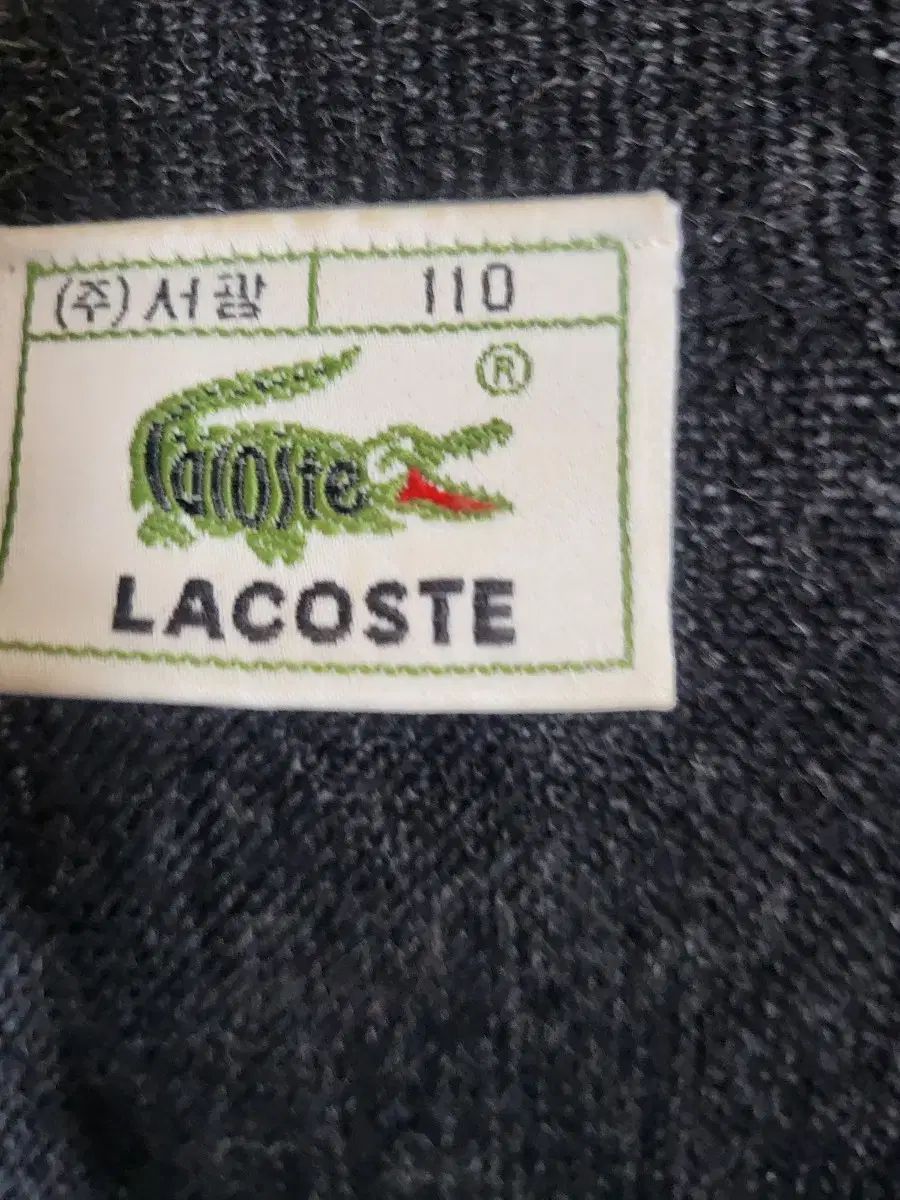 (주) 서광 110
®
Lacoste
LACOSTE